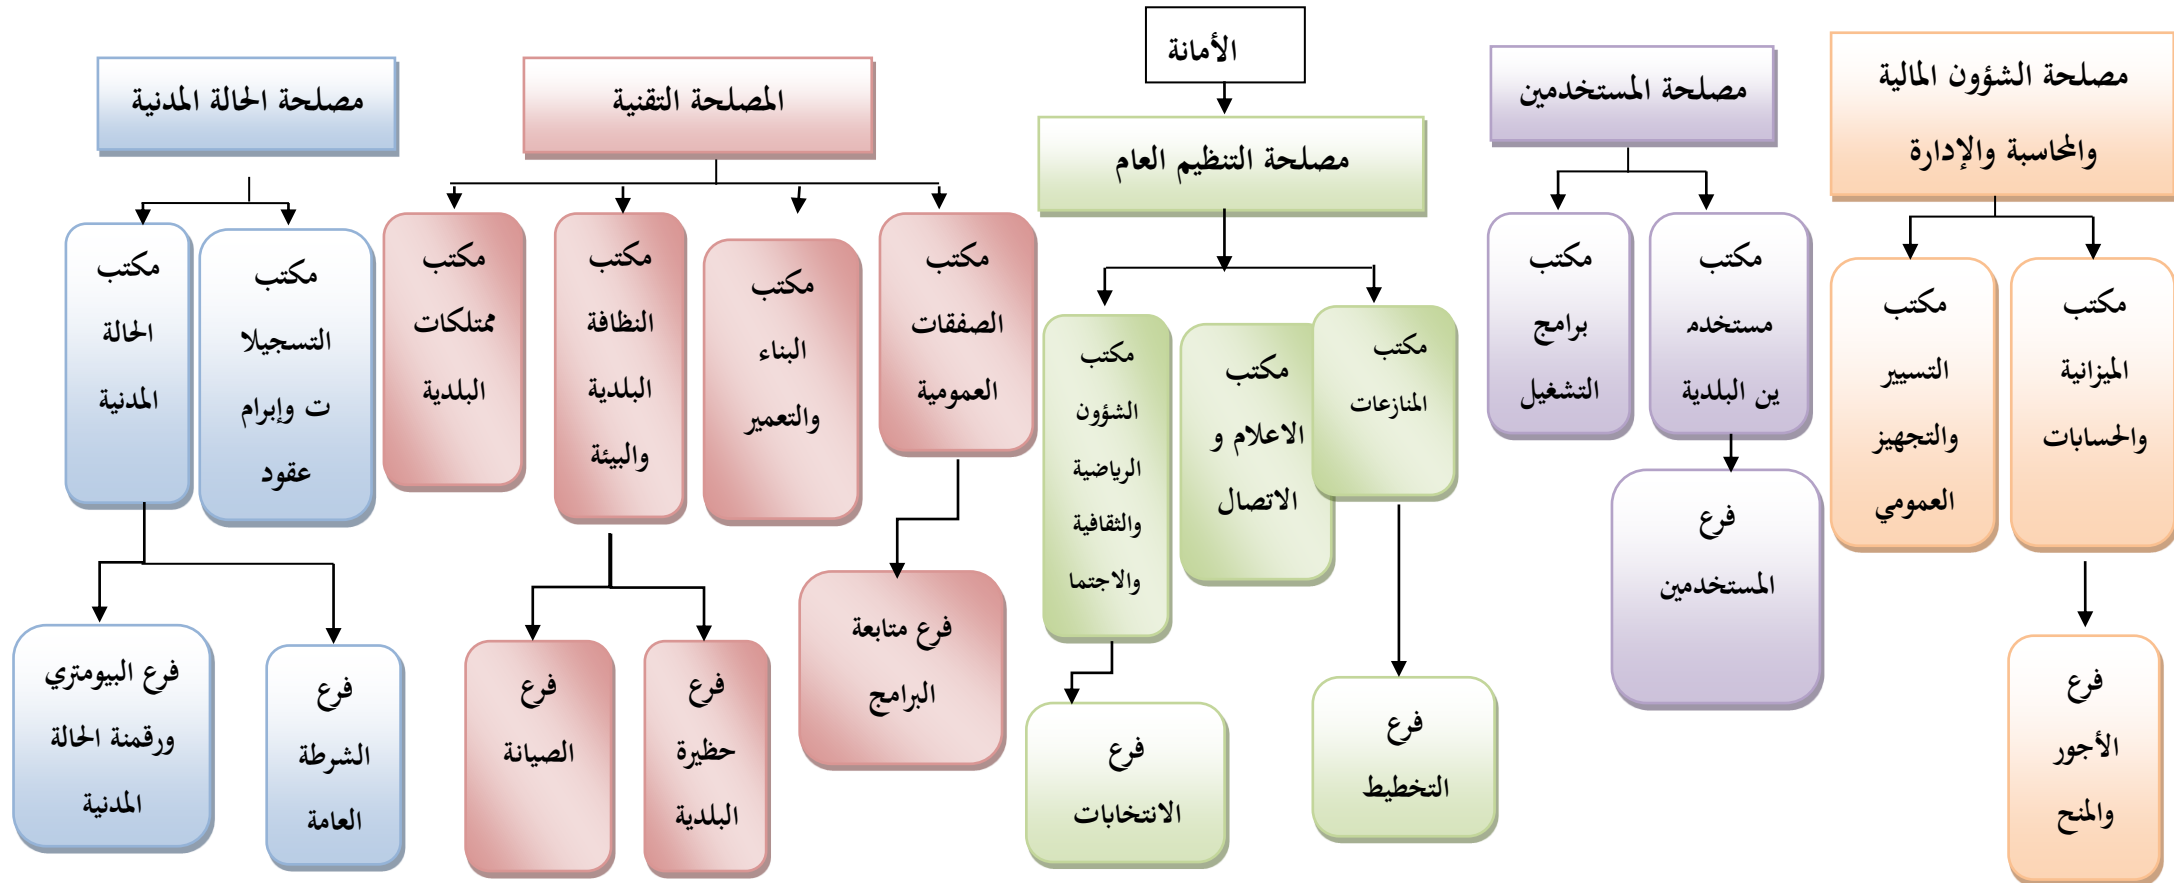 الأمانة
مصلحة الشؤون المالية
والمحاسبة والإدارة
مصلحة المستخدمين
مصلحة التنظيم العام
المصلحة التقنية
مصلحة الحالة المدنية
مكتب
الميزانية
والحسابات
مكتب
التسيير
والتجهيز
العمومي
مكتب
مستخدم
ين البلدية
مكتب
برامج
التشغيل
مكتب
المنازعات
مكتب
الاعلام و
الاتصال
مكتب
الشؤون
الرياضية
والثقافية
والاجتما
مكتب
الصفقات
العمومية
مكتب
البناء
والتعمير
مكتب
النظافة
البلدية
والبيئة
مكتب
ممتلكات
البلدية
مكتب
التسجيلا
ت وإبرام
عقود
مكتب
الحالة
المدنية
فرع
الأجور
والمنح
فرع
المستخدمين
فرع
التخطيط
فرع
الانتخابات
فرع متابعة
البرامج
فرع
حظيرة
البلدية
فرع
الصيانة
فرع
الشرطة
العامة
فرع البيومتري
ورقمنة الحالة
المدنية